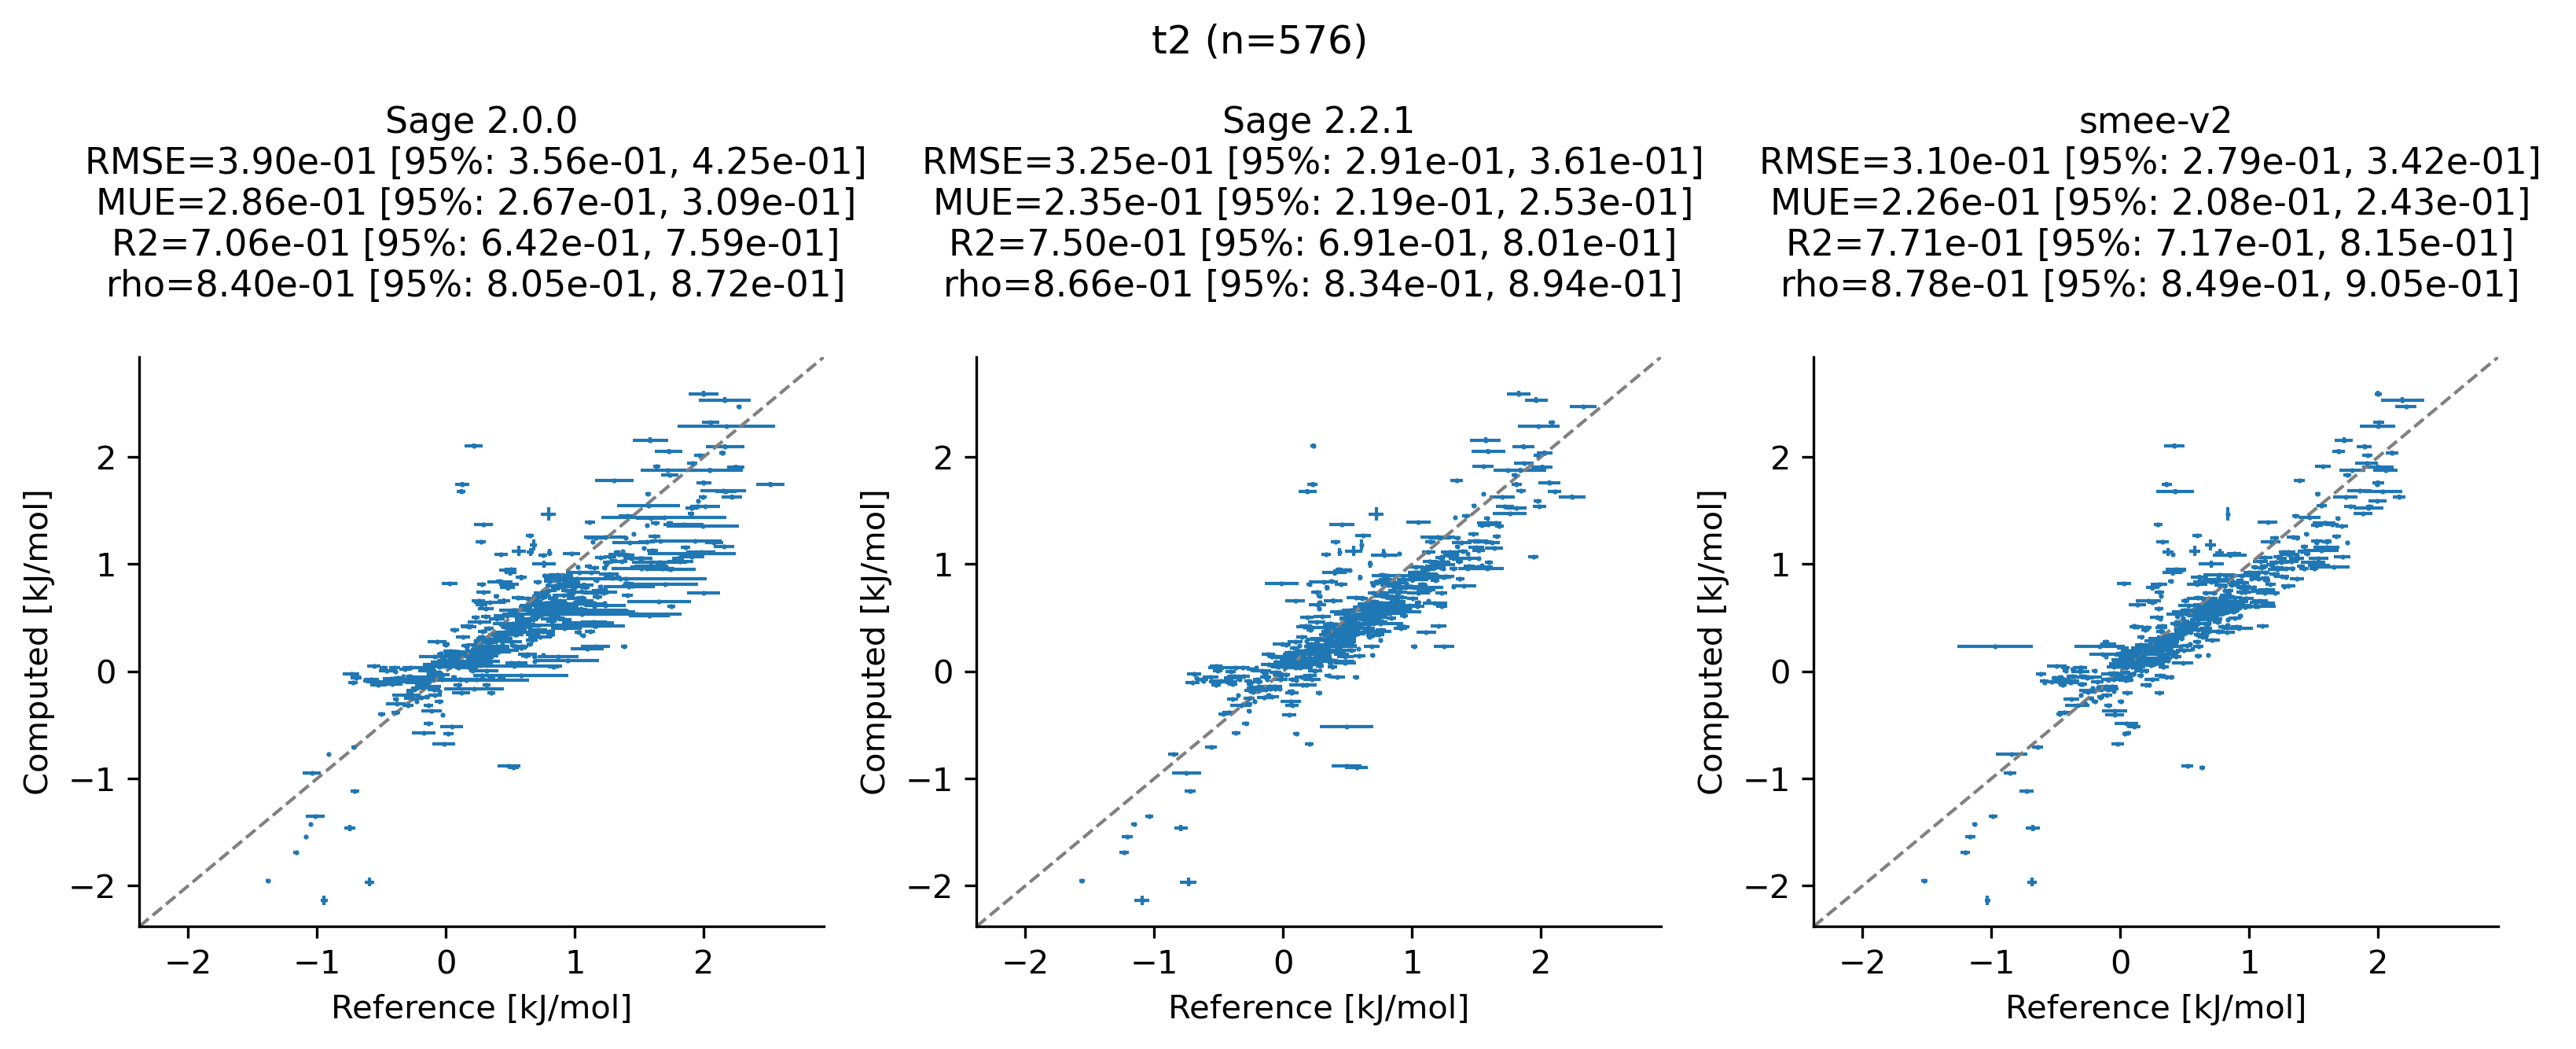 t2 (n=576)
Sage 2.0.0
RMSE=3.90e-01 [95%: 3.56e-01, 4.25e-01]
MUE=2.86e-01 [95%: 2.67e-01, 3.09e-01]
R2=7.06e-01 [95%: 6.42e-01, 7.59e-01]
rho=8.40e-01 [95%: 8.05e-01, 8.72e-01]
Computed [kJ/mol]
2
1
0
−1
−2
−2 −1 0 1 2
Reference [kJ/mol]
Sage 2.2.1
RMSE=3.25e-01 [95%: 2.91e-01, 3.61e-01]
MUE=2.35e-01 [95%: 2.19e-01, 2.53e-01]
R2=7.50e-01 [95%: 6.91e-01, 8.01e-01]
rho=8.66e-01 [95%: 8.34e-01, 8.94e-01]
Computed [kJ/mol]
2
1
0
−1
−2
−2 −1 0 1 2
Reference [kJ/mol]
smee-v2
RMSE=3.10e-01 [95%: 2.79e-01, 3.42e-01]
MUE=2.26e-01 [95%: 2.08e-01, 2.43e-01]
R2=7.71e-01 [95%: 7.17e-01, 8.15e-01]
rho=8.78e-01 [95%: 8.49e-01, 9.05e-01]
Computed [kJ/mol]
2
1
0
−1
−2
−2 −1 0 1 2
Reference [kJ/mol]